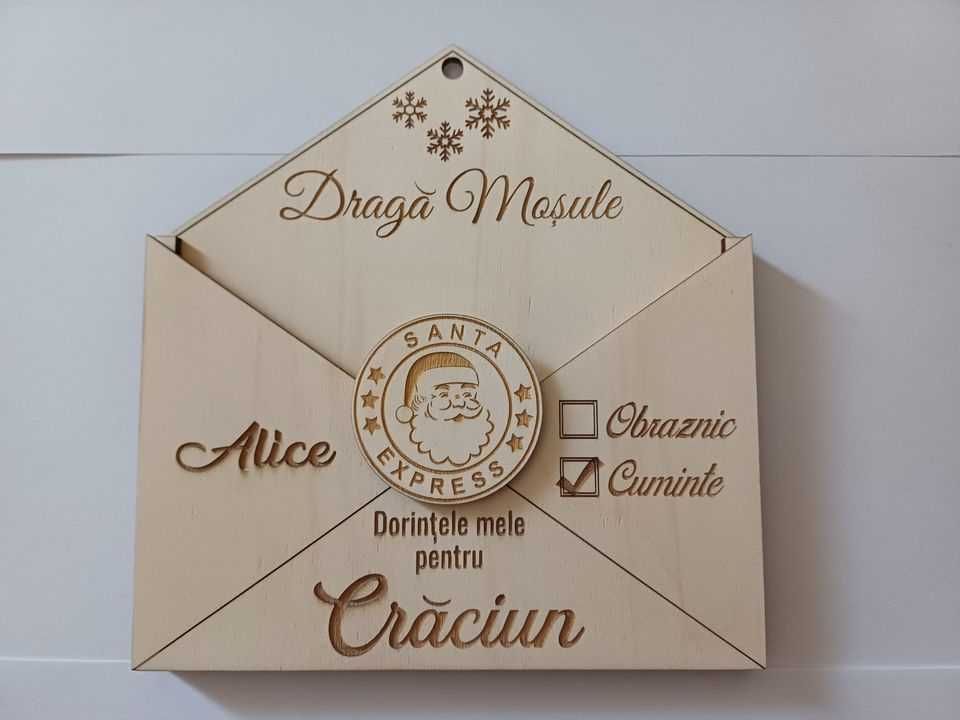 Dragă Moșule
SANTA
EXPRESS
Alice
Obraznic
Cuminte
Dorințele mele
pentru
Crăciun